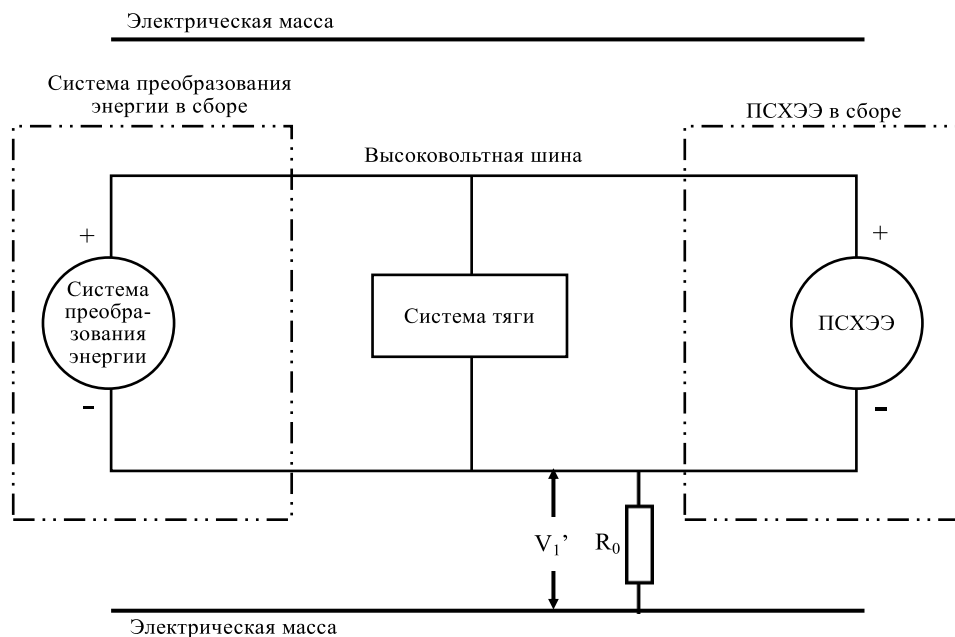 Электрическая масса
Система преобразования
энергии в сборе
ПСХЭЭ в сборе
Высоковольтная шина
+
+
Система
преобра-
зования
энергии
Система тяги
ПСХЭЭ
-
-
V₁’
R₀
Электрическая масса